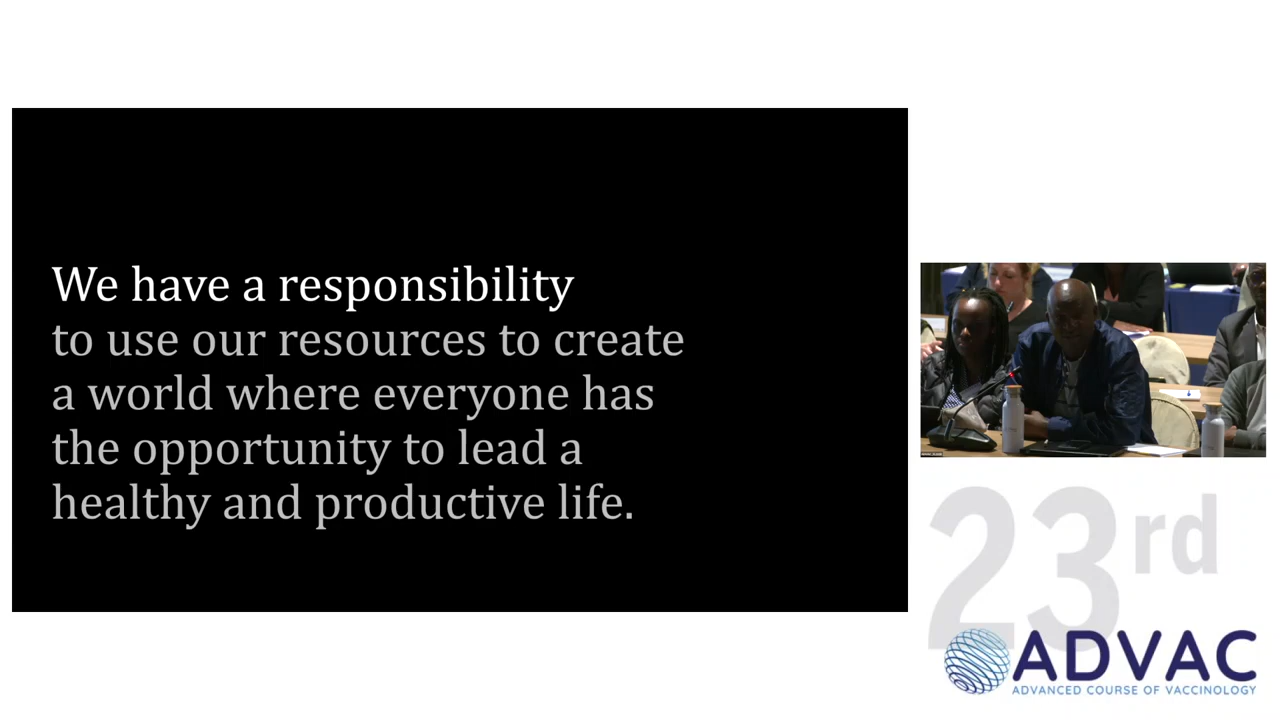 We have a responsibility
to use our resources to create
a world where everyone has
the opportunity to lead a
healthy and productive life.
23rd
ADVAC
ADVANCED COURSE OF VACCINOLOGY